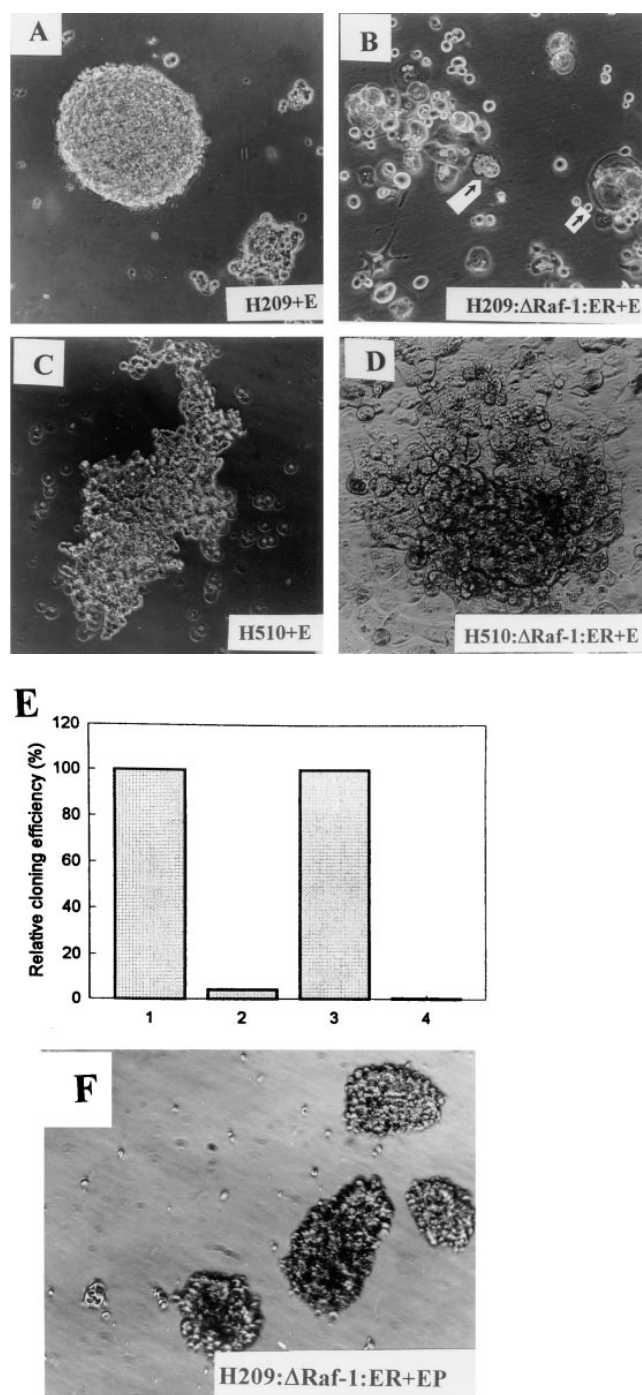 A
B
H209+E
H209:ΔRaf-1:ER+E
C
D
H510+E
H510:ΔRaf-1:ER+E
E
Relative cloning efficiency (%)
120
100
80
60
40
20
0
1 2 3 4
F
H209:ΔRaf-1:ER+EP